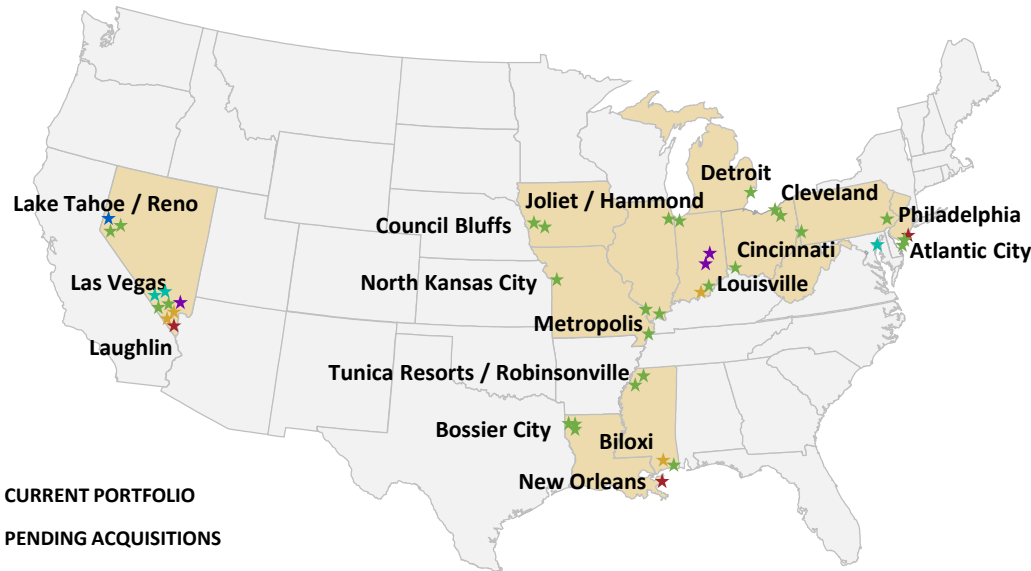 Detroit
Cleveland
Lake Tahoe / Reno
Joliet / Hammond
Philadelphia
Council Bluffs
Cincinnati
Atlantic City
Las Vegas
North Kansas City
Louisville
Metropolis
Laughlin
Tunica Resorts / Robinsonville
Bossier City
Biloxi
New Orleans
CURRENT PORTFOLIO
PENDING ACQUISITIONS